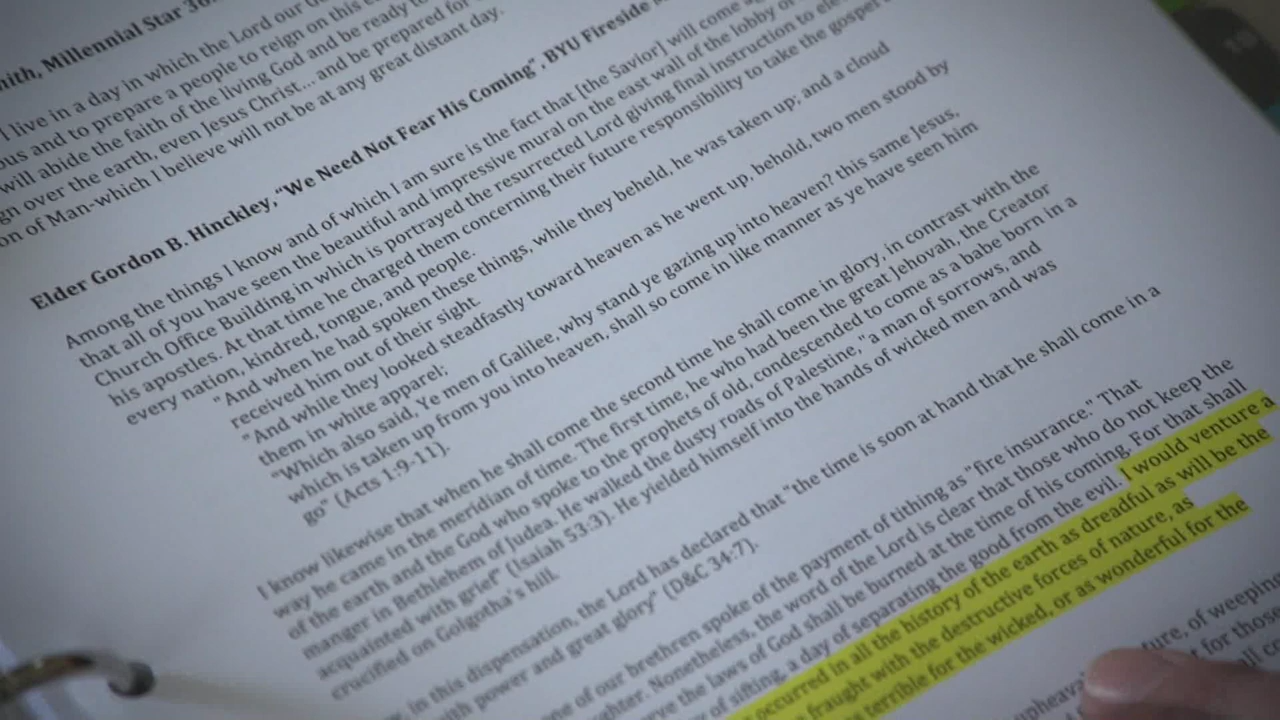 mith, Millennial Star 36:
I live in a day in which the Lord our
ous and to prepare a people to reign on this
will abide the faith of the living God and be ready to
gn over the earth, even Jesus Christ... and be prepared for
on of Man-which I believe will not be at any great distant day.
Elder Gordon B. Hinckley, "We Need Not Fear His Coming", BYU Fireside
Among the things I know and of which I am sure is the fact that [the Savior] will come
that all of you have seen the beautiful and impressive mural on the east wall of the lobby of
Church Office Building in which is portrayed the resurrected Lord giving final instruction to
his apostles. At that time he charged them concerning their future responsibility to take the gospel
every nation, kindred, tongue, and people.
"And when he had spoken these things, while they beheld, he was taken up; and a cloud
received him out of their sight.
"And while they looked steadfastly toward heaven as he went up, behold, two men stood by
them in white apparel;
"Which also said, Ye men of Galilee, why stand ye gazing up into heaven? this same Jesus,
which is taken up from you into heaven, shall so come in like manner as ye have seen him
go" (Acts 1:9-11).
I know likewise that when he shall come the second time he shall come in glory, in contrast with the
way he came in the meridian of time. The first time, he who had been the great Jehovah, the Creator
of the earth and the God who spoke to the prophets of old, condescended to come as a babe born in a
manger in Bethlehem of Judea. He walked the dusty roads of Palestine, "a man of sorrows, and
acquainted with grief" (Isaiah 53:3). He yielded himself into the hands of wicked men and was
crucified on Golgotha's hill.
in this dispensation, the Lord has declared that "the time is soon at hand that he shall come in a
with power and great glory" (D&C 34:7).
one of our brethren spoke of the payment of tithing as "fire insurance." That
ghter. Nonetheless, the word of the Lord is clear that those who do not keep the
rve the laws of God shall be burned at the time of his coming. For that shall
of sifting, a day of separating the good from the evil. I would venture a
occurred in all the history of the earth as dreadful as will be the
fraught with the destructive forces of nature, as
terrible for the wicked, or as wonderful for the
ture, of weeping
t for those
upheava